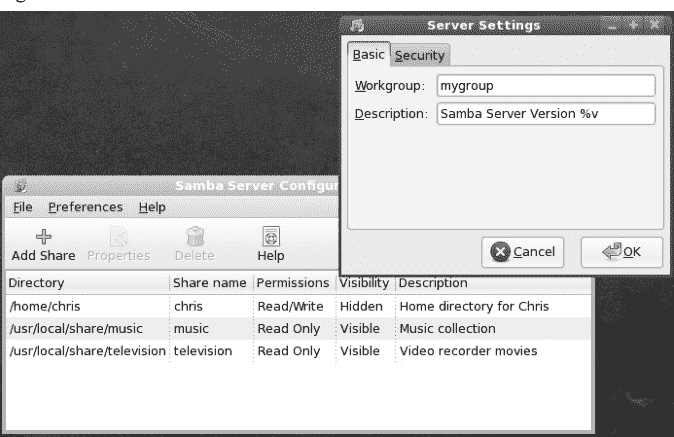 Server Settings
Basic Security
Workgroup: mygroup
Description: Samba Server Version %v
Cancel OK
Samba Server Configur
File Preferences Help
Add Share Properties Delete Help
Directory Share name Permissions Visibility Description
/home/chris chris Read/Write Hidden Home directory for Chris
/usr/local/share/music music Read Only Visible Music collection
/usr/local/share/television television Read Only Visible Video recorder movies